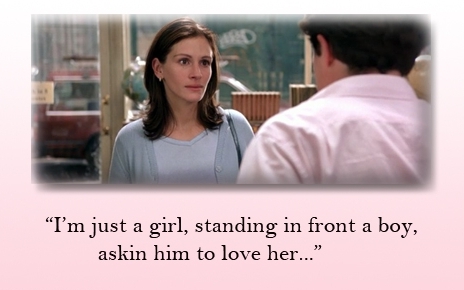 “I’m just a girl, standing in front a boy,
askin him to love her...”